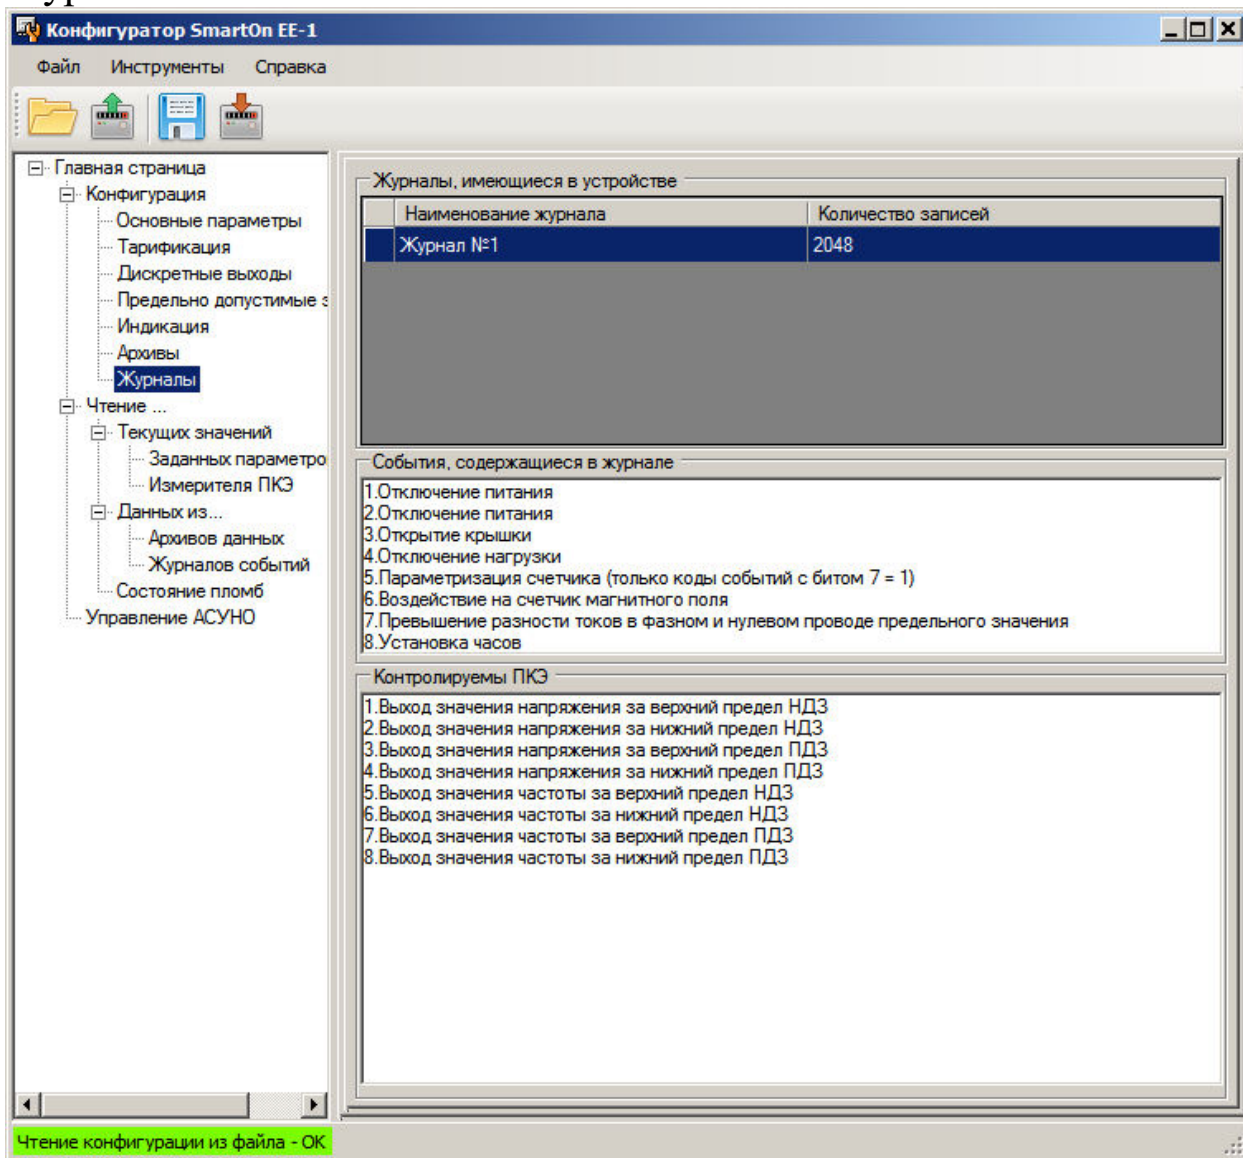 Конфигуратор SmartOn EE-1
Файл Инструменты Справка
Главная страница
Конфигурация
Основные параметры
Тарификация
Дискретные выходы
Предельно допустимые з
Индикация
Архивы
Журналы
Чтение ...
Текущих значений
Заданных параметро
Измерителя ПКЭ
Данных из...
Архивов данных
Журналов событий
Состояние пломб
Управление АСУНО
Журналы, имеющиеся в устройстве
Наименование журнала Количество записей
Журнал №1 2048
События, содержащиеся в журнале
1.Отключение питания
2.Отключение питания
3.Открытие крышки
4.Отключение нагрузки
5.Параметризация счетчика (только коды событий с битом 7 = 1)
6.Воздействие на счетчик магнитного поля
7.Превышение разности токов в фазном и нулевом проводе предельного значения
8.Установка часов
Контролируемы ПКЭ
1.Выход значения напряжения за верхний предел НДЗ
2.Выход значения напряжения за нижний предел НДЗ
3.Выход значения напряжения за верхний предел ПДЗ
4.Выход значения напряжения за нижний предел ПДЗ
5.Выход значения частоты за верхний предел НДЗ
6.Выход значения частоты за нижний предел НДЗ
7.Выход значения частоты за верхний предел ПДЗ
8.Выход значения частоты за нижний предел ПДЗ
Чтение конфигурации из файла - ОК